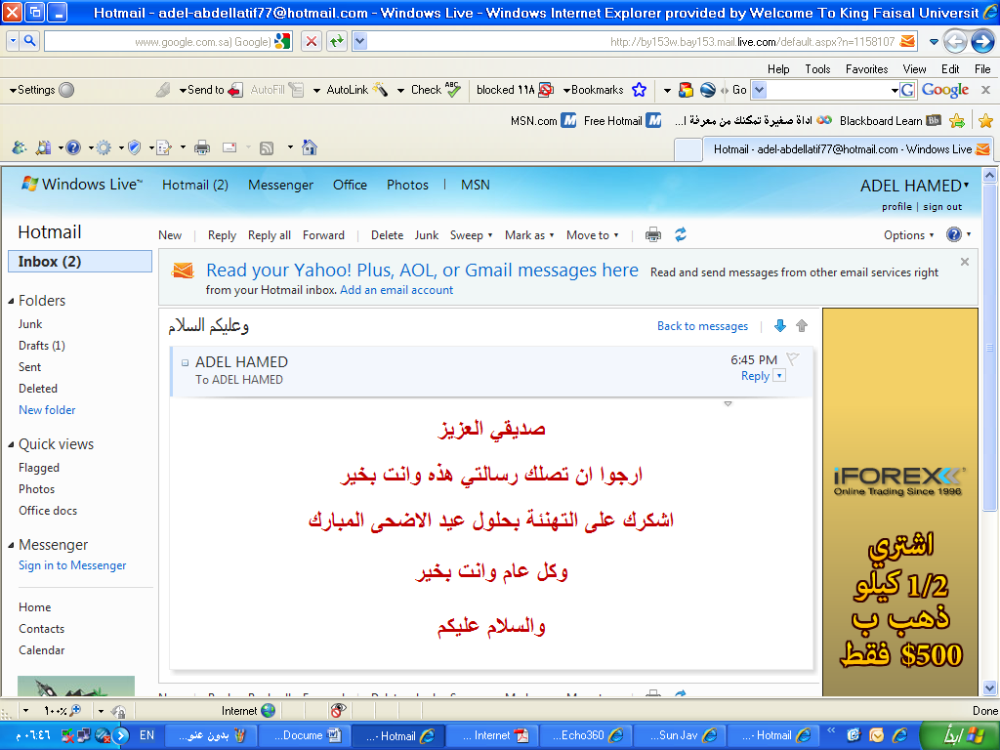 Hotmail - adel-abdellatif77@hotmail.com - Windows Live - Windows Internet Explorer provided by Welcome To King Faisal Universit
www.google.com.sa) Google)
http://by153w.bay153.mail.live.com/default.aspx?n=1158107
Help Tools Favorites View Edit File
Settings Send to AutoFill AutoLink Check blocked ١١٨ Bookmarks Go Google
MSN.com Free Hotmail اداة صغيرة تمكنك من معرفة ا... Blackboard Learn
Hotmail - adel-abdellatif77@hotmail.com - Windows Live
Windows Live™ Hotmail (2) Messenger Office Photos | MSN
ADEL HAMED
profile | sign out
Hotmail
New | Reply Reply all Forward | Delete Junk Sweep Mark as Move to Options
Inbox (2)
Read your Yahoo! Plus, AOL, or Gmail messages here Read and send messages from other email services right
from your Hotmail inbox. Add an email account
Folders
Junk
Drafts (1)
Sent
Deleted
New folder
Quick views
Flagged
Photos
Office docs
Messenger
Sign in to Messenger
Home
Contacts
Calendar
وعليكم السلام
Back to messages
ADEL HAMED
6:45 PM
To ADEL HAMED
Reply
صديقي العزيز
ارجوا ان تصلك رسالتي هذه وانت بخير
اشكرك على التهنئة بحلول عيد الاضحى المبارك
وكل عام وانت بخير
والسلام عليكم
iFOREX
Online Trading Since 1996
اشتري
1/2 كيلو
ذهب ب
$500 فقط
١٠٠% Internet Done
٠٦:٤٦ م EN بدون عنو... ...Docume ...- Hotmail ...Internet ...Echo360 ...Sun Jav ...- Hotmail ابدأ